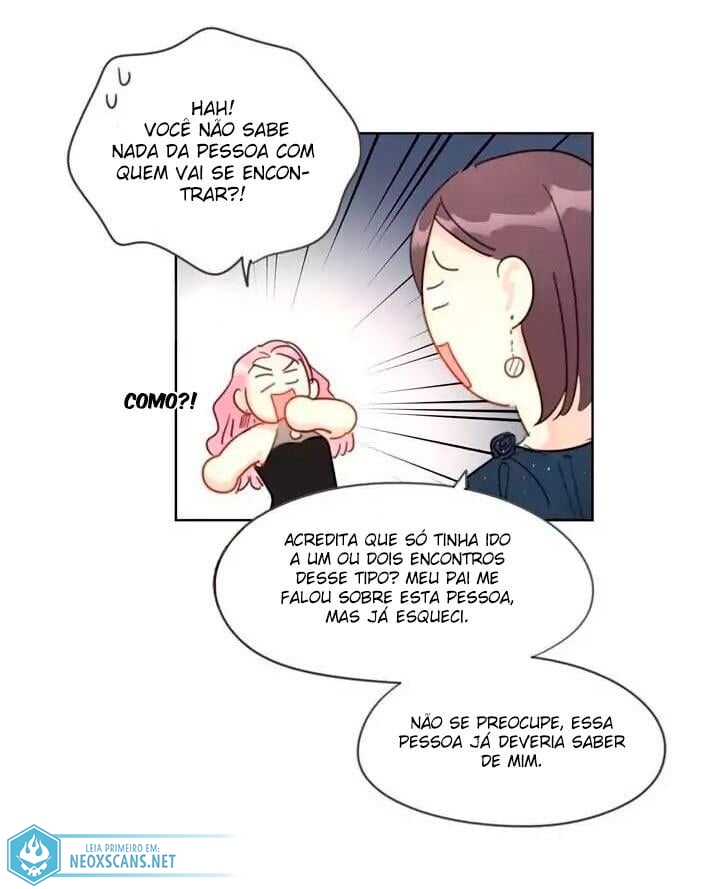 HAH!
VOCÊ NÃO SABE
NADA DA PESSOA COM
QUEM VAI SE ENCON-
TRAR?!
COMO?!
ACREDITA QUE SÓ TINHA IDO
A UM OU DOIS ENCONTROS
DESSE TIPO? MEU PAI ME
FALOU SOBRE ESTA PESSOA,
MAS JÁ ESQUECI.
NÃO SE PREOCUPE, ESSA
PESSOA JÁ DEVERIA SABER
DE MIM.
LEIA PRIMEIRO EM:
NEOXSCANS.NET